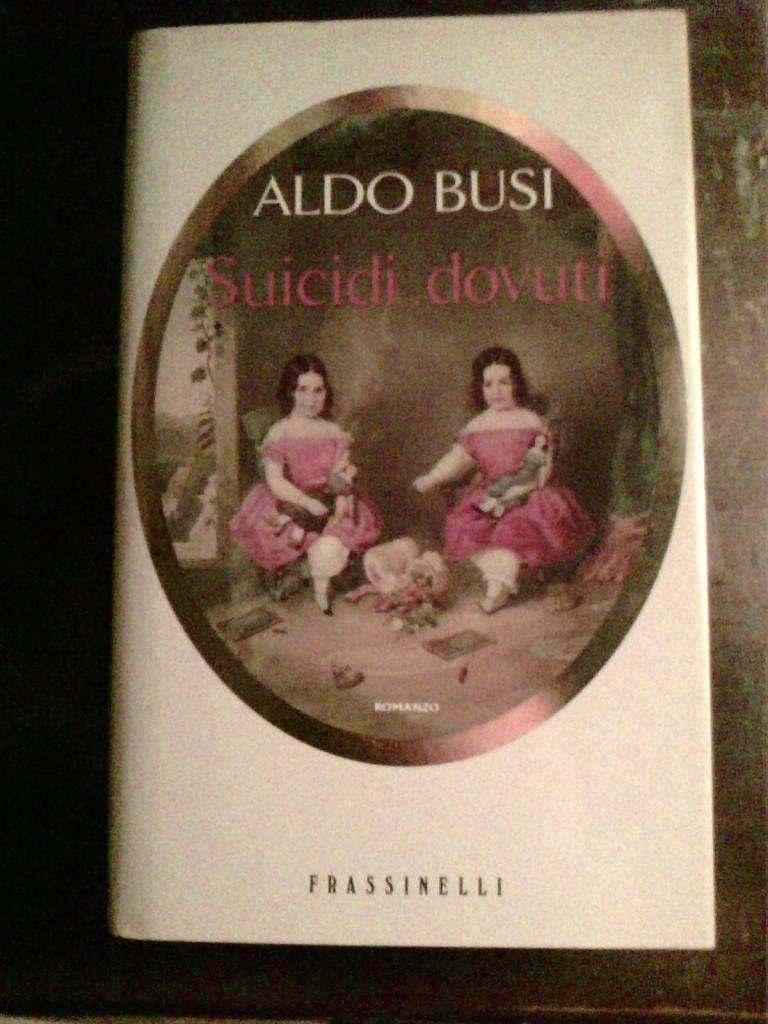 ALDO BUSI
Suicidi dovuti
ROMANZO
FRASSINELLI